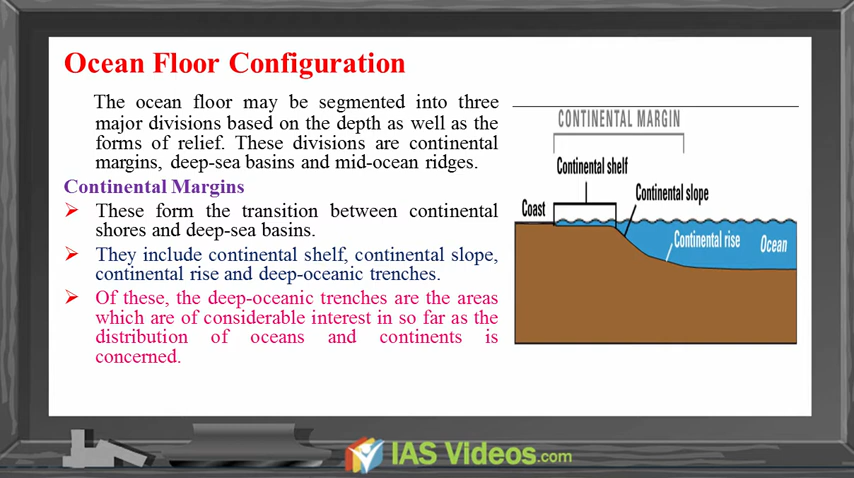 Ocean Floor Configuration
The ocean floor may be segmented into three
major divisions based on the depth as well as the
forms of relief. These divisions are continental
margins, deep-sea basins and mid-ocean ridges.
Continental Margins
These form the transition between continental
shores and deep-sea basins.
They include continental shelf, continental slope,
continental rise and deep-oceanic trenches.
Of these, the deep-oceanic trenches are the areas
which are of considerable interest in so far as the
distribution of oceans and continents is
concerned.
CONTINENTAL MARGIN
Continental shelf
Continental slope
Coast
Continental rise
Ocean
IAS Videos.com